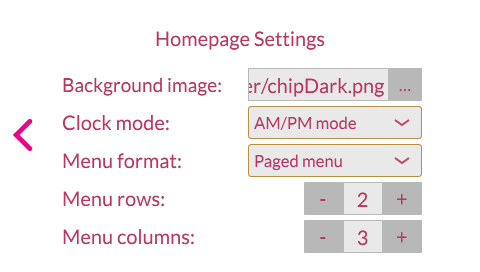 Homepage Settings
Background image: er/chipDark.png ...
Clock mode: AM/PM mode
Menu format: Paged menu
Menu rows: - 2 +
Menu columns: - 3 +